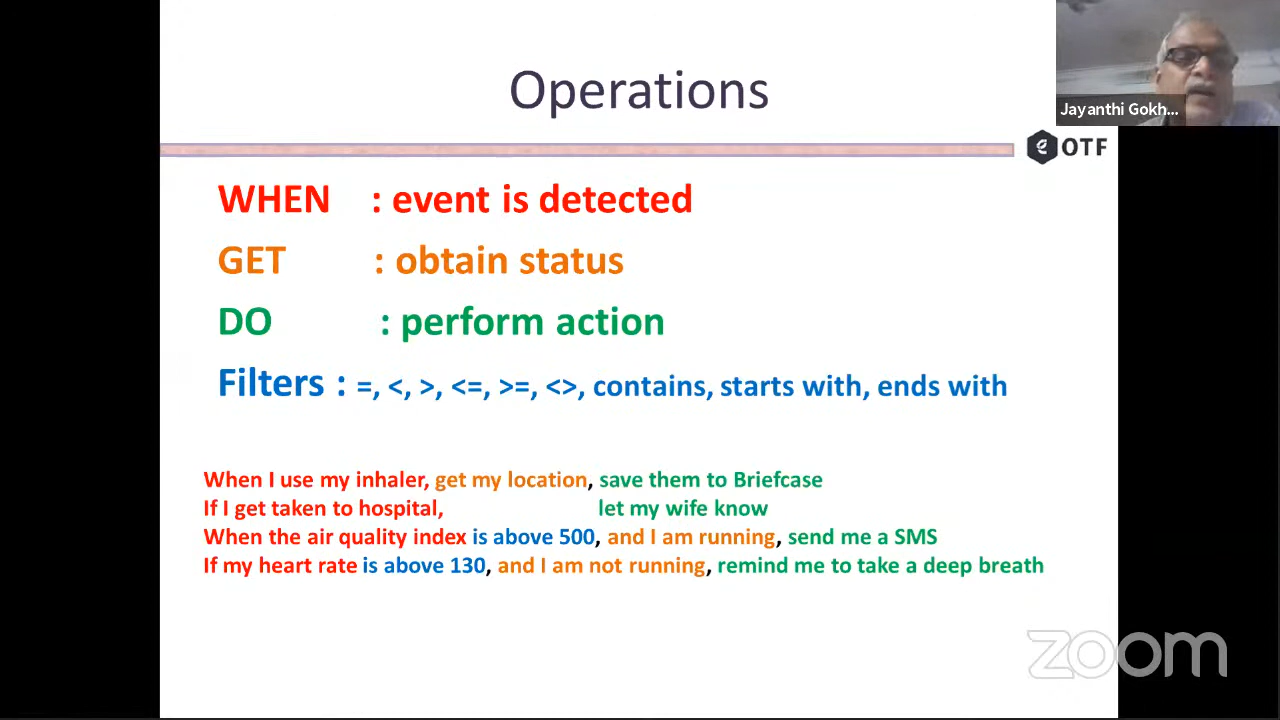 Operations
Jayanthi Gokh...
OTF
WHEN : event is detected
GET : obtain status
DO : perform action
Filters : =, <, >, <=, >=, <>, contains, starts with, ends with
When I use my inhaler, get my location, save them to Briefcase
If I get taken to hospital, let my wife know
When the air quality index is above 500, and I am running, send me a SMS
If my heart rate is above 130, and I am not running, remind me to take a deep breath
zoom